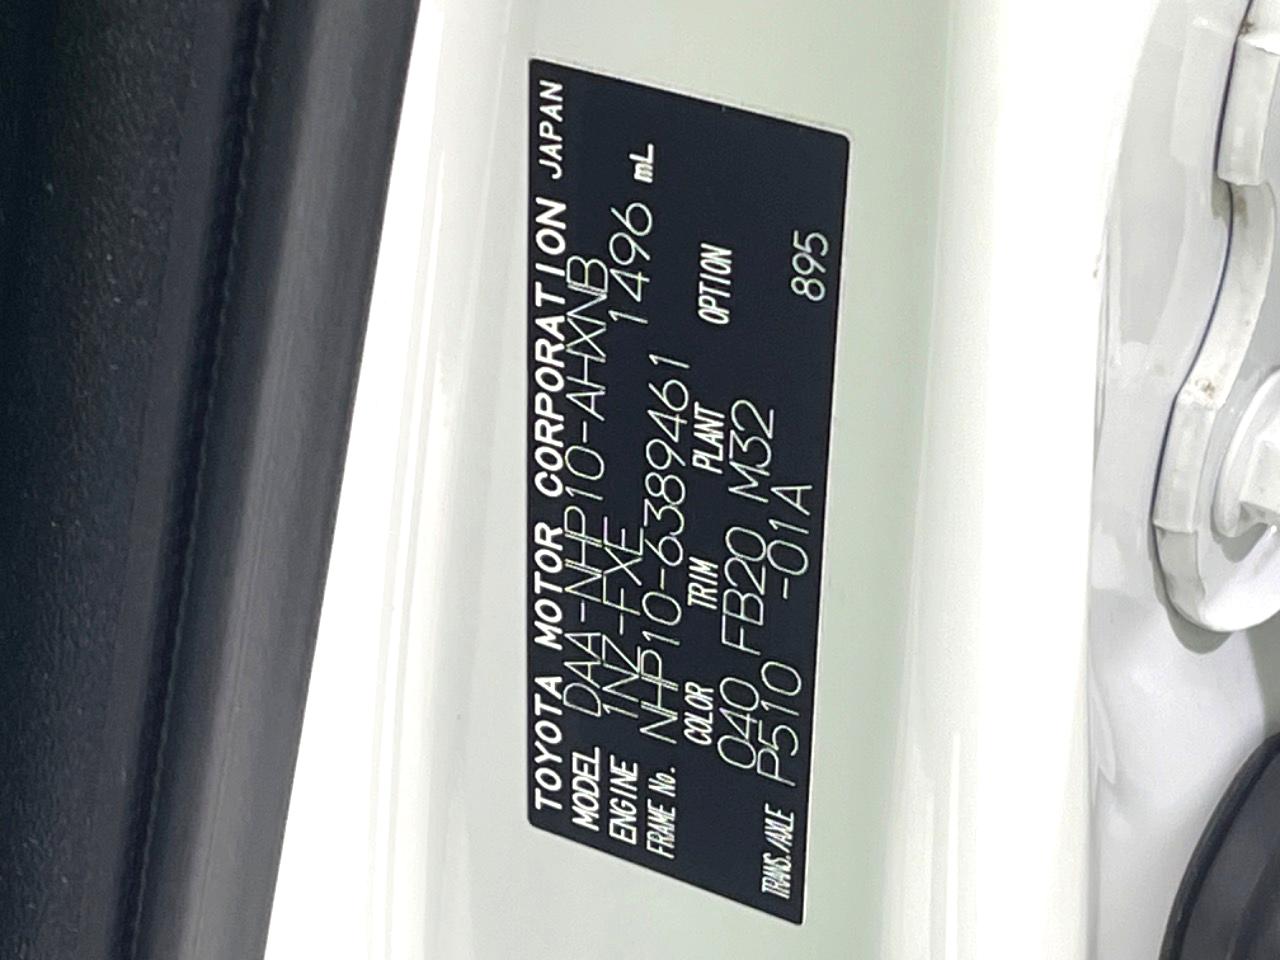 TOYOTA MOTOR CORPORATION JAPAN
MODEL DAA-NHP10-AHXNB
ENGINE 1NZ-FXE 1496 mL
FRAME No. NHP10-6389461
COLOR TRIM PLANT OPTION
040 FB20 M32
TRANS./AXLE P510 -01A 895